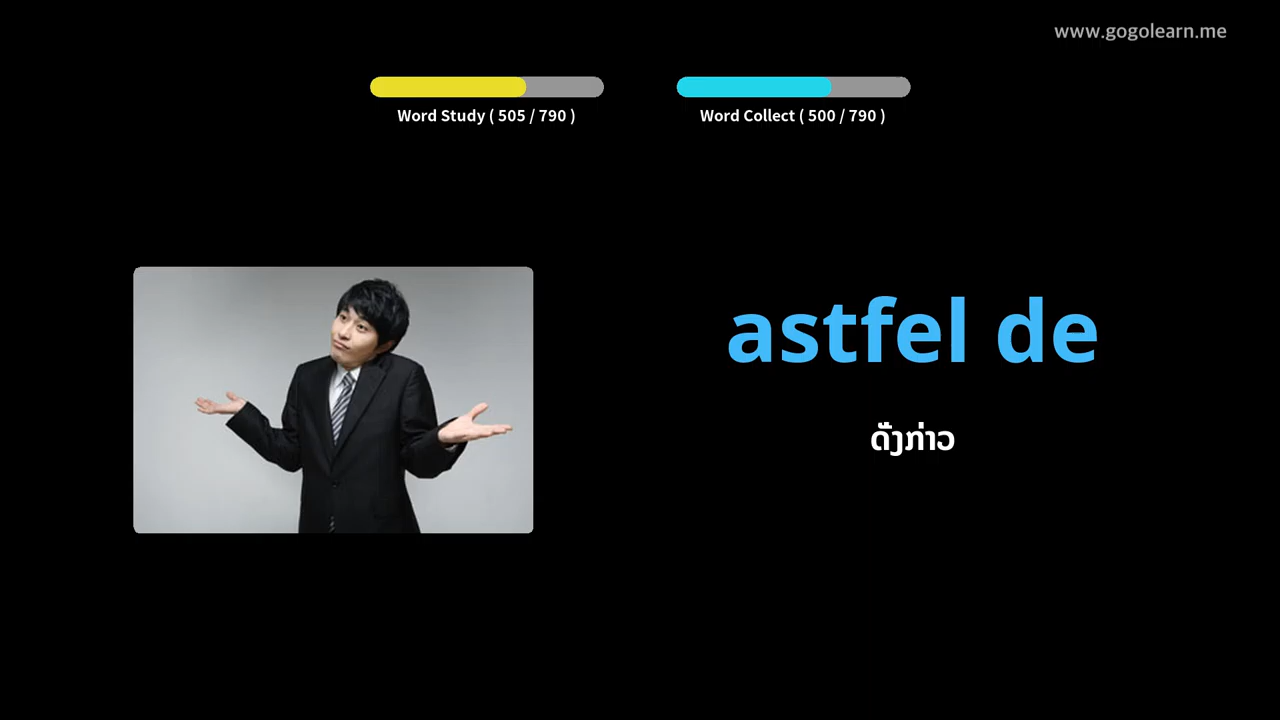 www.gogolearn.me
Word Study ( 505 / 790 )
Word Collect ( 500 / 790 )
astfel de
ດັ່ງກ່າວ